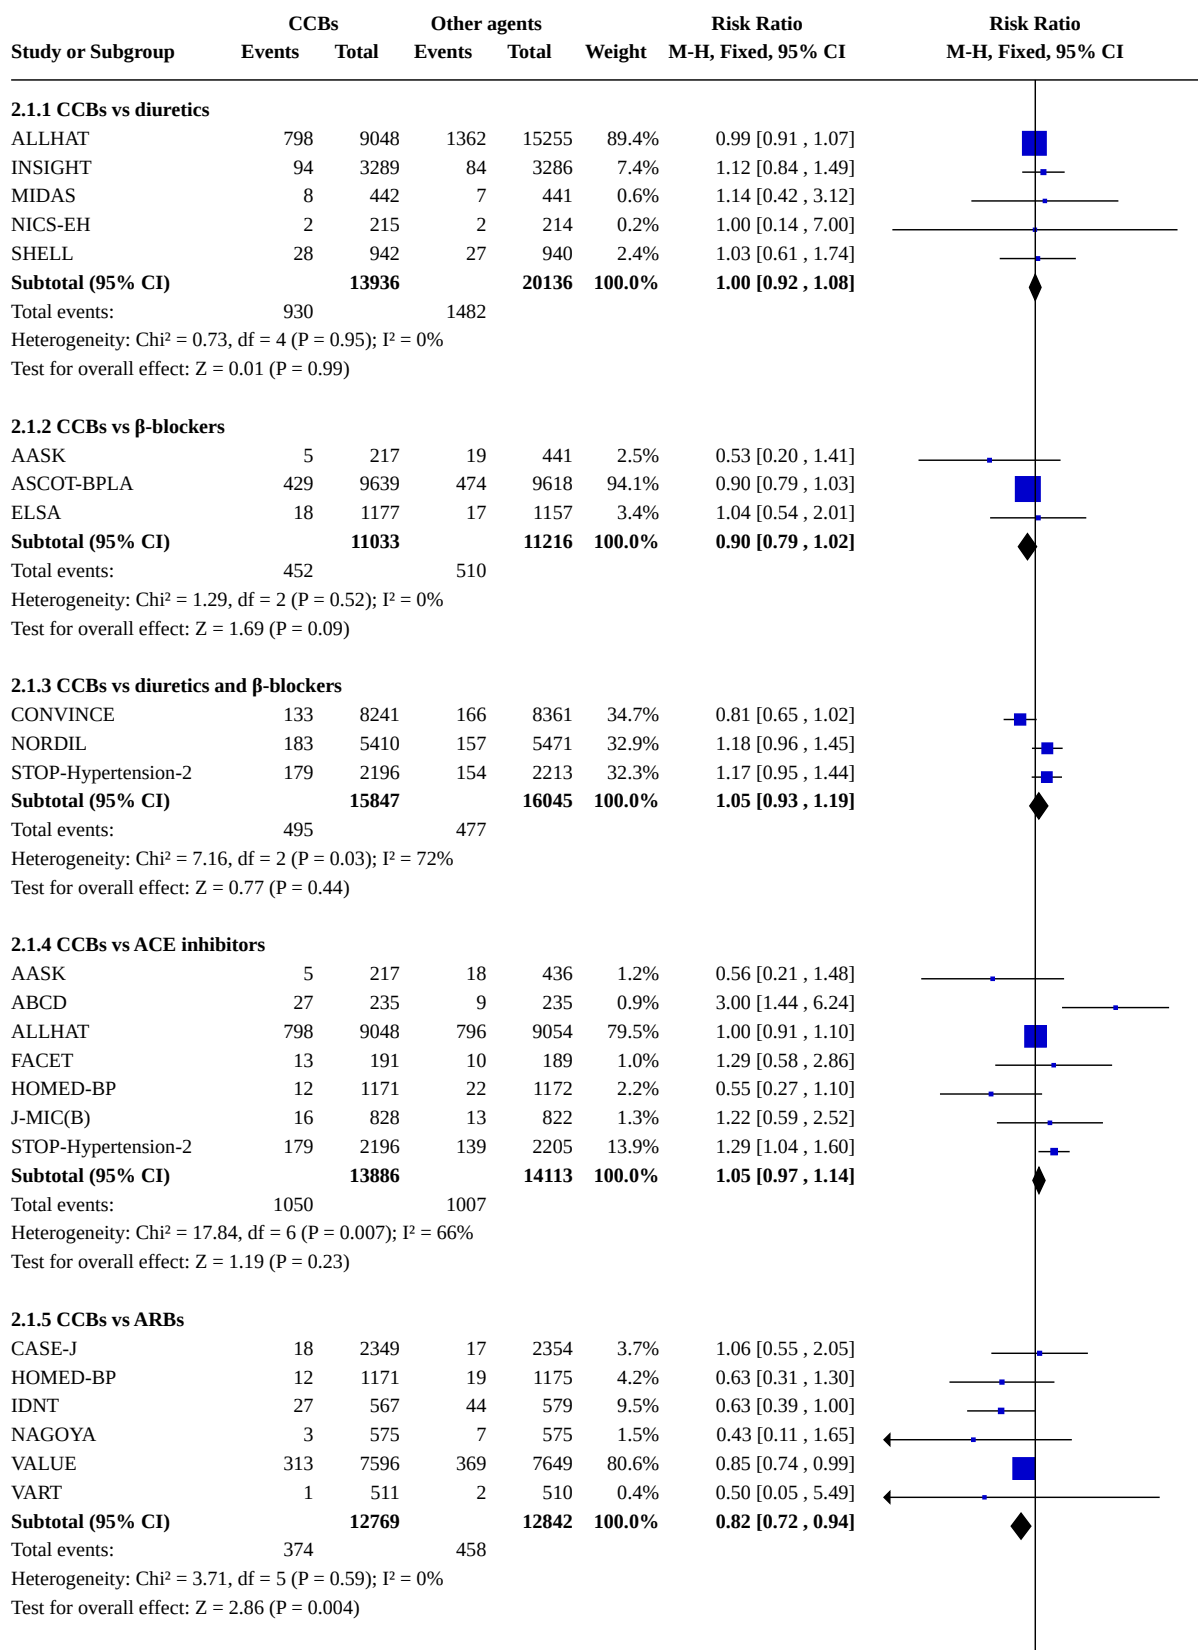 CCBs Other agents Risk Ratio Risk Ratio
Study or Subgroup Events Total Events Total Weight M-H, Fixed, 95% CI M-H, Fixed, 95% CI
2.1.1 CCBs vs diuretics
ALLHAT 798 9048 1362 15255 89.4% 0.99 [0.91 , 1.07]
INSIGHT 94 3289 84 3286 7.4% 1.12 [0.84 , 1.49]
MIDAS 8 442 7 441 0.6% 1.14 [0.42 , 3.12]
NICS-EH 2 215 2 214 0.2% 1.00 [0.14 , 7.00]
SHELL 28 942 27 940 2.4% 1.03 [0.61 , 1.74]
Subtotal (95% CI) 13936 20136 100.0% 1.00 [0.92 , 1.08]
Total events: 930 1482
Heterogeneity: Chi² = 0.73, df = 4 (P = 0.95); I² = 0%
Test for overall effect: Z = 0.01 (P = 0.99)
2.1.2 CCBs vs β-blockers
AASK 5 217 19 441 2.5% 0.53 [0.20 , 1.41]
ASCOT-BPLA 429 9639 474 9618 94.1% 0.90 [0.79 , 1.03]
ELSA 18 1177 17 1157 3.4% 1.04 [0.54 , 2.01]
Subtotal (95% CI) 11033 11216 100.0% 0.90 [0.79 , 1.02]
Total events: 452 510
Heterogeneity: Chi² = 1.29, df = 2 (P = 0.52); I² = 0%
Test for overall effect: Z = 1.69 (P = 0.09)
2.1.3 CCBs vs diuretics and β-blockers
CONVINCE 133 8241 166 8361 34.7% 0.81 [0.65 , 1.02]
NORDIL 183 5410 157 5471 32.9% 1.18 [0.96 , 1.45]
STOP-Hypertension-2 179 2196 154 2213 32.3% 1.17 [0.95 , 1.44]
Subtotal (95% CI) 15847 16045 100.0% 1.05 [0.93 , 1.19]
Total events: 495 477
Heterogeneity: Chi² = 7.16, df = 2 (P = 0.03); I² = 72%
Test for overall effect: Z = 0.77 (P = 0.44)
2.1.4 CCBs vs ACE inhibitors
AASK 5 217 18 436 1.2% 0.56 [0.21 , 1.48]
ABCD 27 235 9 235 0.9% 3.00 [1.44 , 6.24]
ALLHAT 798 9048 796 9054 79.5% 1.00 [0.91 , 1.10]
FACET 13 191 10 189 1.0% 1.29 [0.58 , 2.86]
HOMED-BP 12 1171 22 1172 2.2% 0.55 [0.27 , 1.10]
J-MIC(B) 16 828 13 822 1.3% 1.22 [0.59 , 2.52]
STOP-Hypertension-2 179 2196 139 2205 13.9% 1.29 [1.04 , 1.60]
Subtotal (95% CI) 13886 14113 100.0% 1.05 [0.97 , 1.14]
Total events: 1050 1007
Heterogeneity: Chi² = 17.84, df = 6 (P = 0.007); I² = 66%
Test for overall effect: Z = 1.19 (P = 0.23)
2.1.5 CCBs vs ARBs
CASE-J 18 2349 17 2354 3.7% 1.06 [0.55 , 2.05]
HOMED-BP 12 1171 19 1175 4.2% 0.63 [0.31 , 1.30]
IDNT 27 567 44 579 9.5% 0.63 [0.39 , 1.00]
NAGOYA 3 575 7 575 1.5% 0.43 [0.11 , 1.65]
VALUE 313 7596 369 7649 80.6% 0.85 [0.74 , 0.99]
VART 1 511 2 510 0.4% 0.50 [0.05 , 5.49]
Subtotal (95% CI) 12769 12842 100.0% 0.82 [0.72 , 0.94]
Total events: 374 458
Heterogeneity: Chi² = 3.71, df = 5 (P = 0.59); I² = 0%
Test for overall effect: Z = 2.86 (P = 0.004)